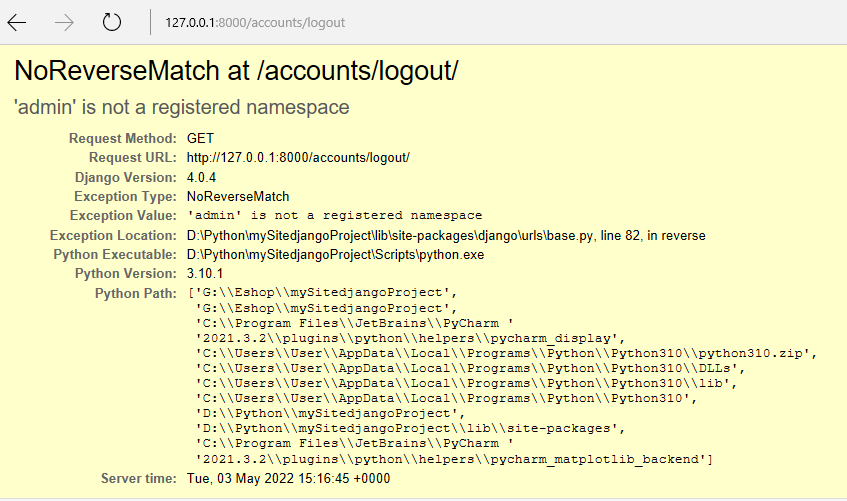 127.0.0.1:8000/accounts/logout
NoReverseMatch at /accounts/logout/
'admin' is not a registered namespace
Request Method: GET
Request URL: http://127.0.0.1:8000/accounts/logout/
Django Version: 4.0.4
Exception Type: NoReverseMatch
Exception Value: 'admin' is not a registered namespace
Exception Location: D:\Python\mySitedjangoProject\lib\site-packages\django\urls\base.py, line 82, in reverse
Python Executable: D:\Python\mySitedjangoProject\Scripts\python.exe
Python Version: 3.10.1
Python Path: ['G:\\Eshop\\mySitedjangoProject',
'G:\\Eshop\\mySitedjangoProject',
'C:\\Program Files\\JetBrains\\PyCharm '
'2021.3.2\\plugins\\python\\helpers\\pycharm_display',
'C:\\Users\\User\\AppData\\Local\\Programs\\Python\\Python310\\python310.zip',
'C:\\Users\\User\\AppData\\Local\\Programs\\Python\\Python310\\DLLs',
'C:\\Users\\User\\AppData\\Local\\Programs\\Python\\Python310\\lib',
'C:\\Users\\User\\AppData\\Local\\Programs\\Python\\Python310',
'D:\\Python\\mySitedjangoProject',
'D:\\Python\\mySitedjangoProject\\lib\\site-packages',
'C:\\Program Files\\JetBrains\\PyCharm '
'2021.3.2\\plugins\\python\\helpers\\pycharm_matplotlib_backend']
Server time: Tue, 03 May 2022 15:16:45 +0000